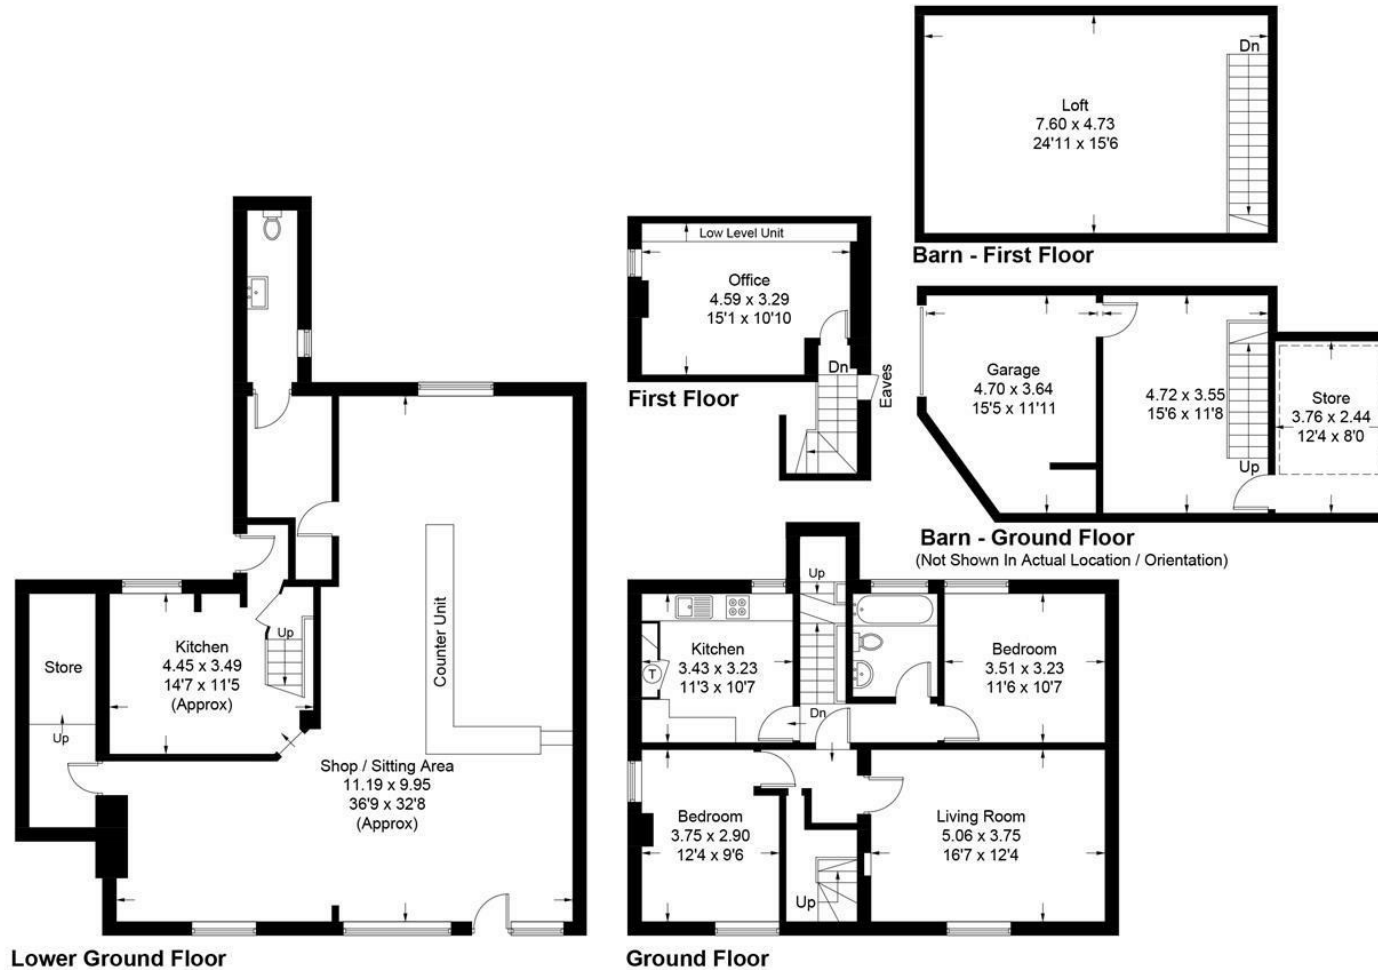 Dn
Loft
7.60 x 4.73
24'11 x 15'6
Barn - First Floor
Low Level Unit
Office
4.59 x 3.29
15'1 x 10'10
Dn
Eaves
First Floor
Garage
4.70 x 3.64
15'5 x 11'11
4.72 x 3.55
15'6 x 11'8
Up
Store
3.76 x 2.44
12'4 x 8'0
Barn - Ground Floor
(Not Shown In Actual Location / Orientation)
Store
Up
Kitchen
4.45 x 3.49
14'7 x 11'5
(Approx)
Up
Counter Unit
Shop / Sitting Area
11.19 x 9.95
36'9 x 32'8
(Approx)
Lower Ground Floor
Up
Kitchen
3.43 x 3.23
11'3 x 10'7
T
Dn
Bedroom
3.51 x 3.23
11'6 x 10'7
Bedroom
3.75 x 2.90
12'4 x 9'6
Up
Living Room
5.06 x 3.75
16'7 x 12'4
Ground Floor